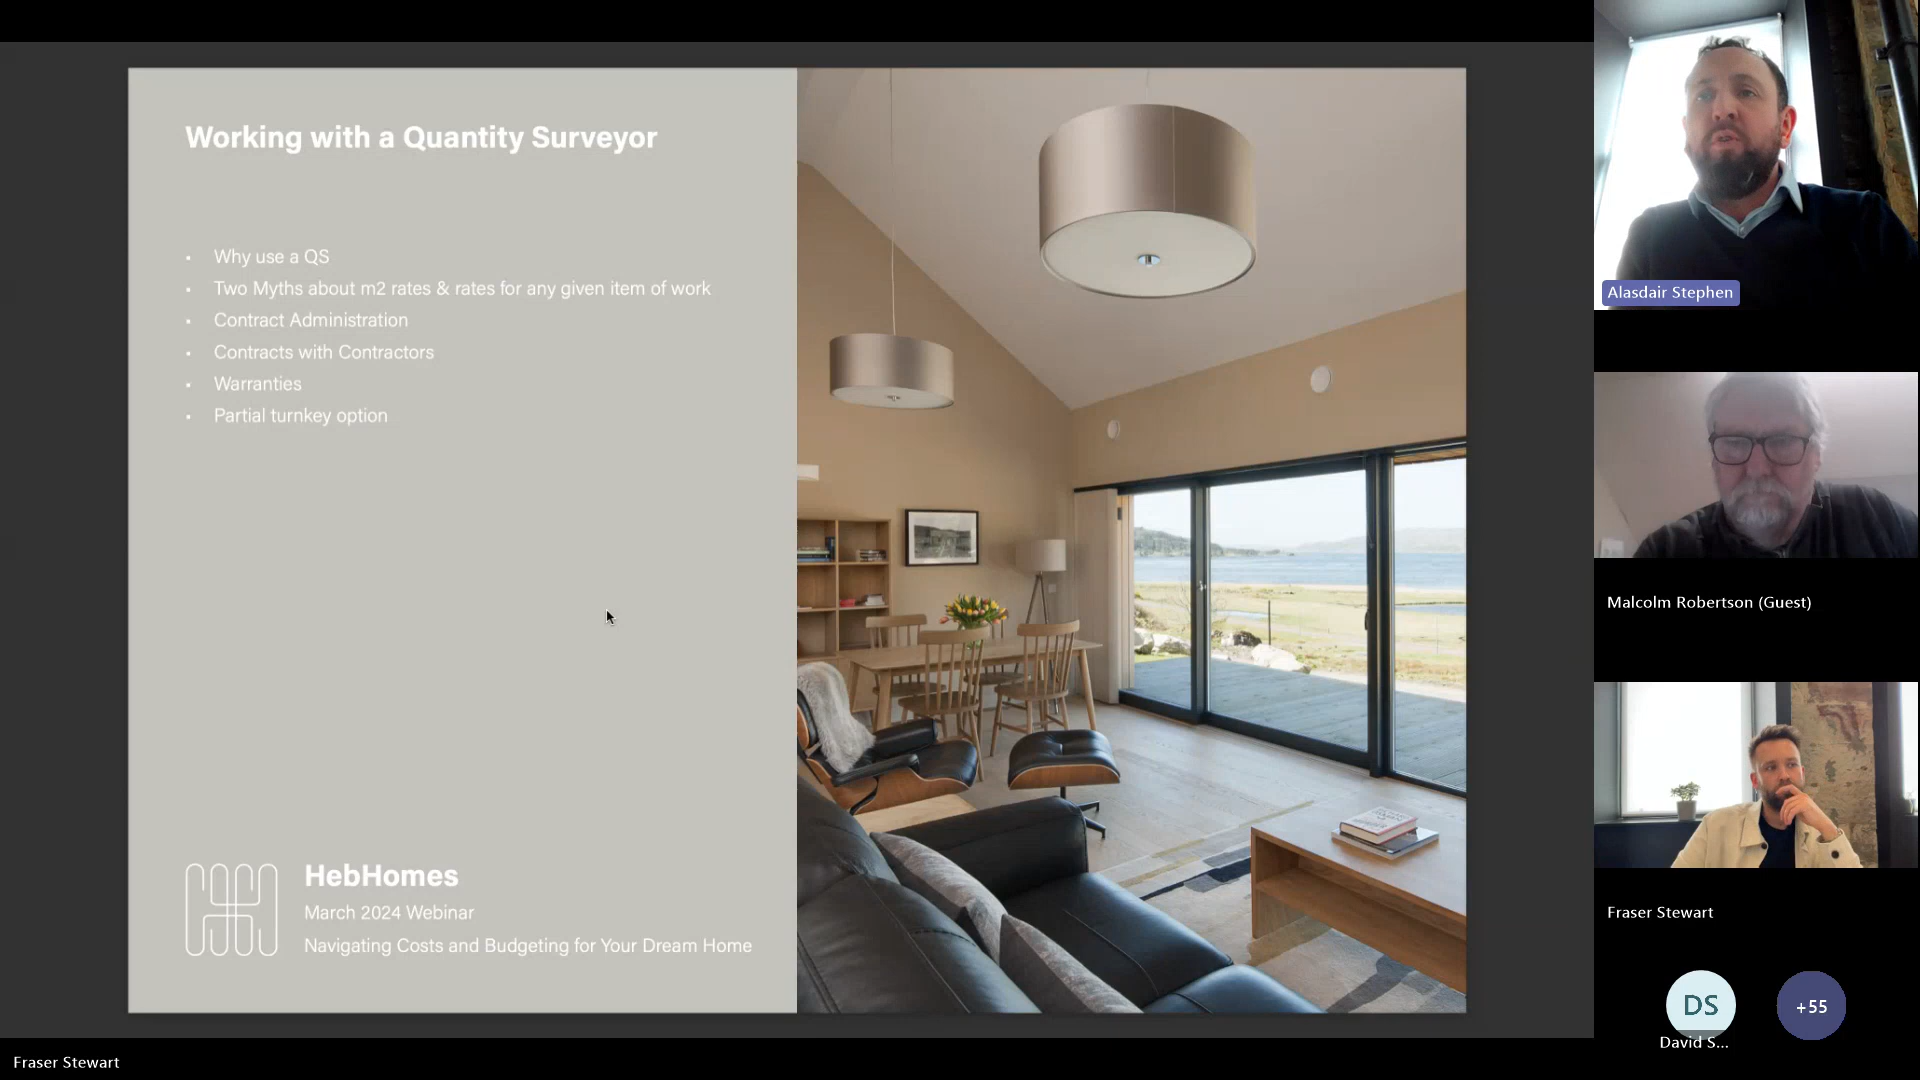 Working with a Quantity Surveyor
• Why use a QS
• Two Myths about m2 rates & rates for any given item of work
• Contract Administration
• Contracts with Contractors
• Warranties
• Partial turnkey option
HebHomes
March 2024 Webinar
Navigating Costs and Budgeting for Your Dream Home
Alasdair Stephen
Malcolm Robertson (Guest)
Fraser Stewart
DS
+55
David S...
Fraser Stewart